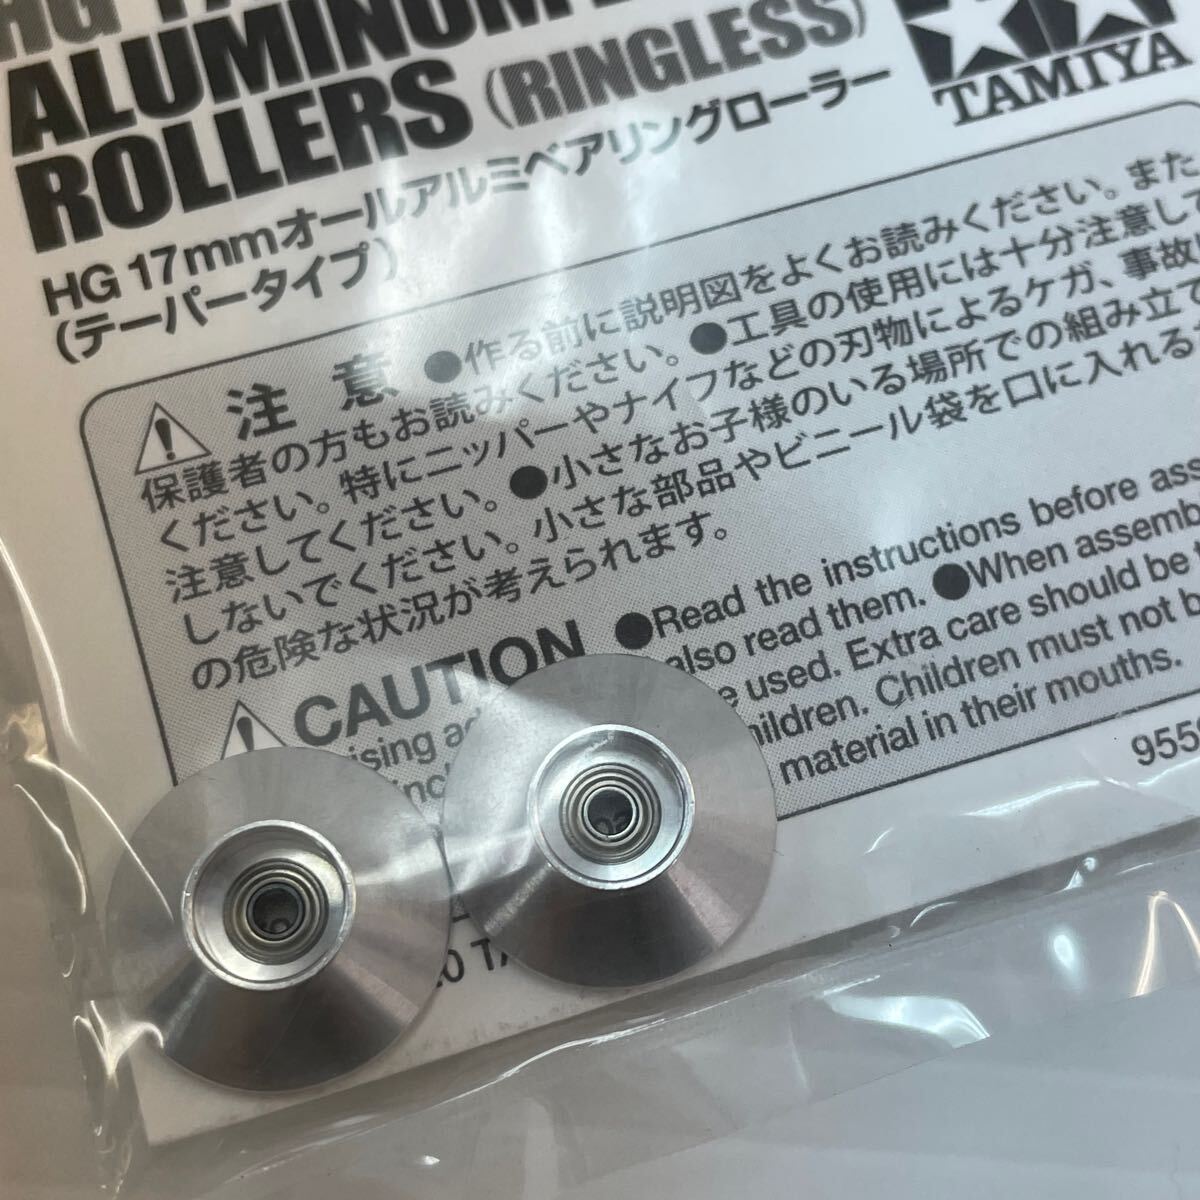 HG 17
ALUMINUM
ROLLERS (RINGLESS)
TAMIYA
HG 17mmオールアルミベアリングローラー
(テーパータイプ)
注 意 ●作る前に説明図をよくお読みください。また、
保護者の方もお読みください。●工具の使用には十分注意して
ください。特にニッパーやナイフなどの刃物によるケガ、事故に
注意してください。●小さなお子様のいる場所での組み立て
しないでください。小さな部品やビニール袋を口に入れる
の危険な状況が考えられます。
CAUTION ●Read the instructions before
also read them. ●When
used. Extra care should be
Children must not
material in their mouths.